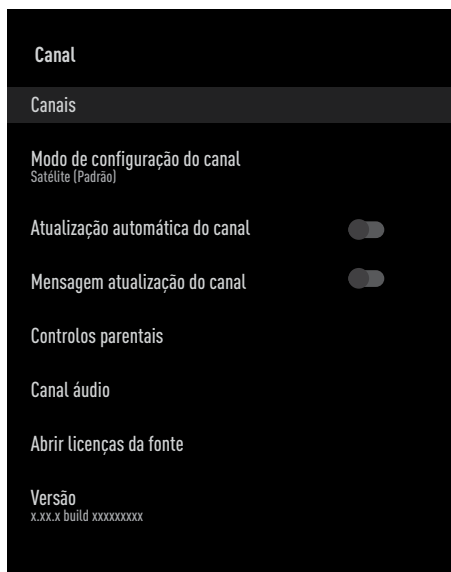 Canal
Canais
Modo de configuração do canal
Satélite (Padrão)
Atualização automática do canal
Mensagem atualização do canal
Controlos parentais
Canal áudio
Abrir licenças da fonte
Versão
x.xx.x build xxxxxxxxx